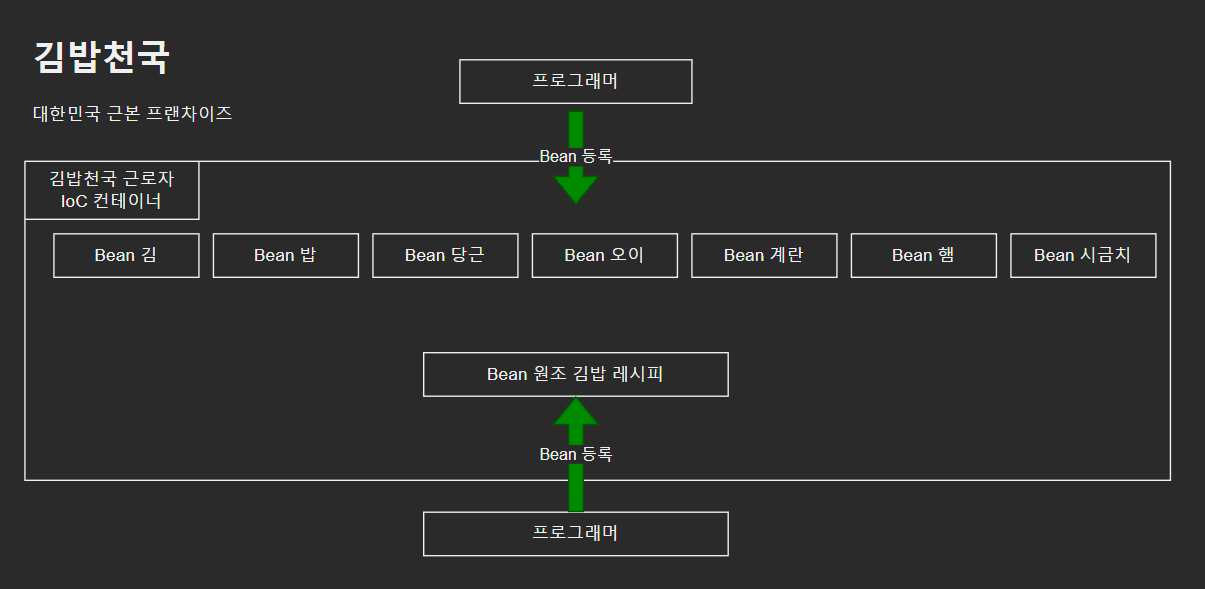 김밥천국
대한민국 근본 프랜차이즈
프로그래머
Bean 등록
김밥천국 근로자
IoC 컨테이너
Bean 김
Bean 밥
Bean 당근
Bean 오이
Bean 계란
Bean 햄
Bean 시금치
Bean 원조 김밥 레시피
Bean 등록
프로그래머